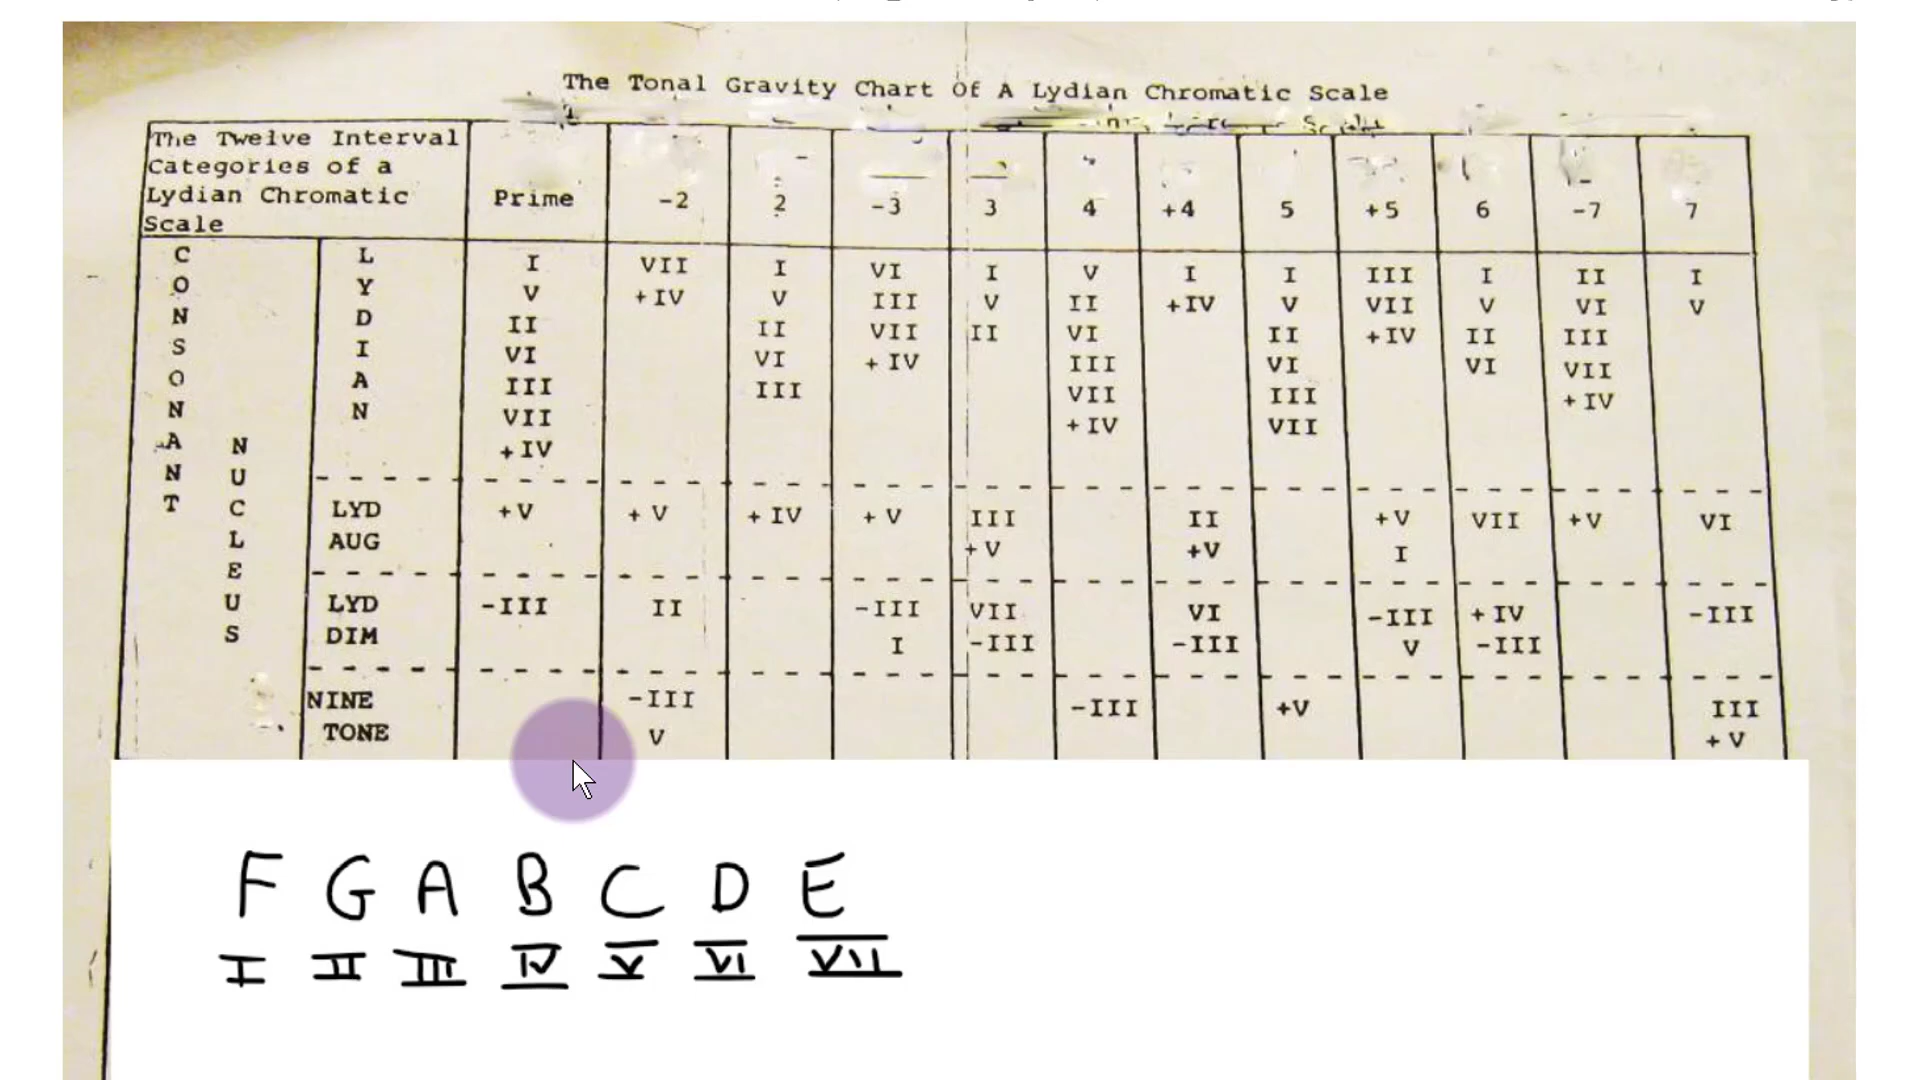 The Tonal Gravity Chart Of A Lydian Chromatic Scale
The Twelve Interval Categories of a Lydian Chromatic Scale Prime -2 2 -3 3 4 +4 5 +5 6 -7 7
CONSONANT NUCLEUS
LYDIAN
I VII I VI I V I I III I II I
V +IV V III V II +IV V VII V VI V
II II VII II VI II +IV II III
VI VI +IV III VI VI VII
III III VII III +IV
VII +IV VII
+IV
LYD +V +V +IV +V III II +V VII +V VI
AUG +V +V I
LYD -III II -III VII VI -III +IV -III
DIM I -III -III V -III
NINE -III -III +V III
TONE V +V
F G A B C D E
I II III IV V VI VII